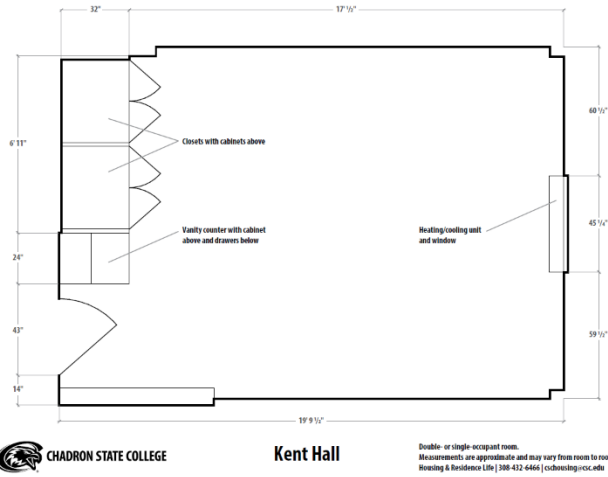 32"
17' ½"
6' 11"
60 ½"
Closets with cabinets above
Vanity counter with cabinet
above and drawers below
Heating/cooling unit
and window
45 ¼"
24"
43"
59 ½"
14"
19' 9 ½"
CHADRON STATE COLLEGE
Kent Hall
Double- or single-occupant room.
Measurements are approximate and may vary from room to roo
Housing & Residence Life | 308-432-6466 | cschousing@csc.edu